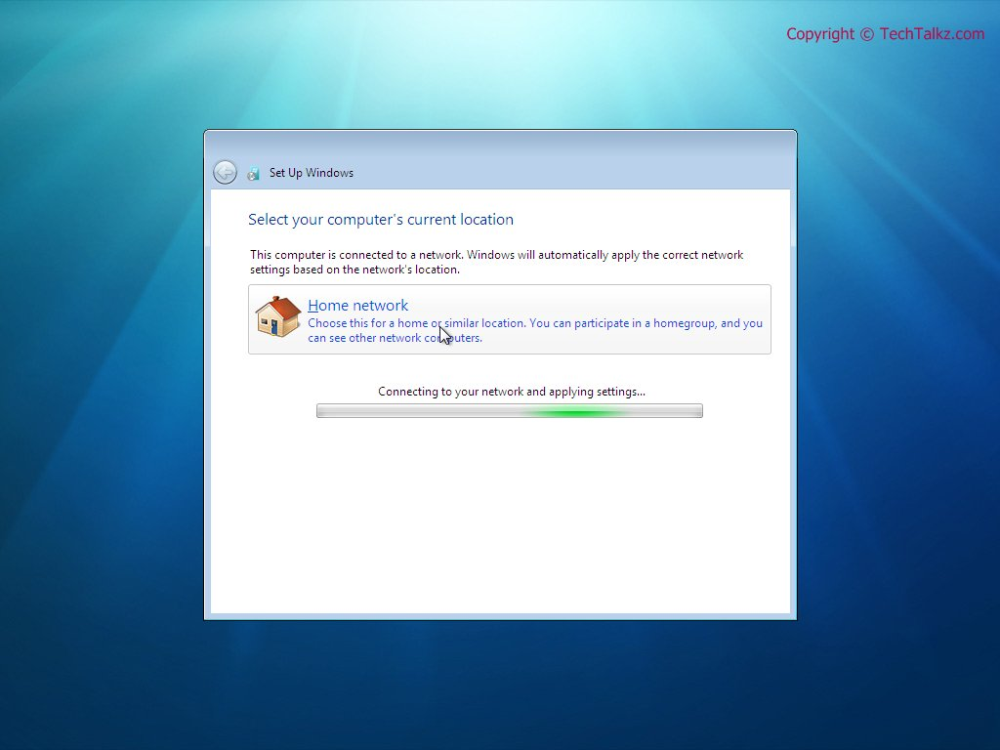 Copyright © TechTalkz.com
Set Up Windows
Select your computer's current location
This computer is connected to a network. Windows will automatically apply the correct network
settings based on the network's location.
Home network
Choose this for a home or similar location. You can participate in a homegroup, and you
can see other network computers.
Connecting to your network and applying settings...